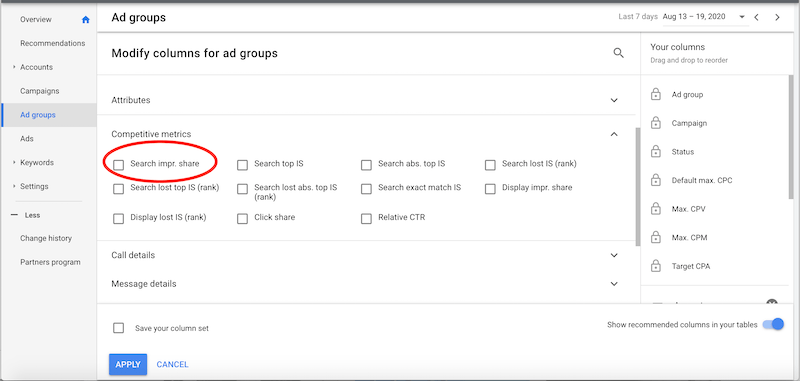 Overview
Recommendations
Accounts
Campaigns
Ad groups
Ads
Keywords
Settings
Less
Change history
Partners program
Ad groups
Last 7 days Aug 13 – 19, 2020
Modify columns for ad groups
Attributes
Competitive metrics
Search impr. share
Search top IS
Search abs. top IS
Search lost IS (rank)
Search lost top IS (rank)
Search lost abs. top IS
(rank)
Search exact match IS
Display impr. share
Display lost IS (rank)
Click share
Relative CTR
Call details
Message details
Save your column set
APPLY CANCEL
Your columns
Drag and drop to reorder
Ad group
Campaign
Status
Default max. CPC
Max. CPV
Max. CPM
Target CPA
Show recommended columns in your tables